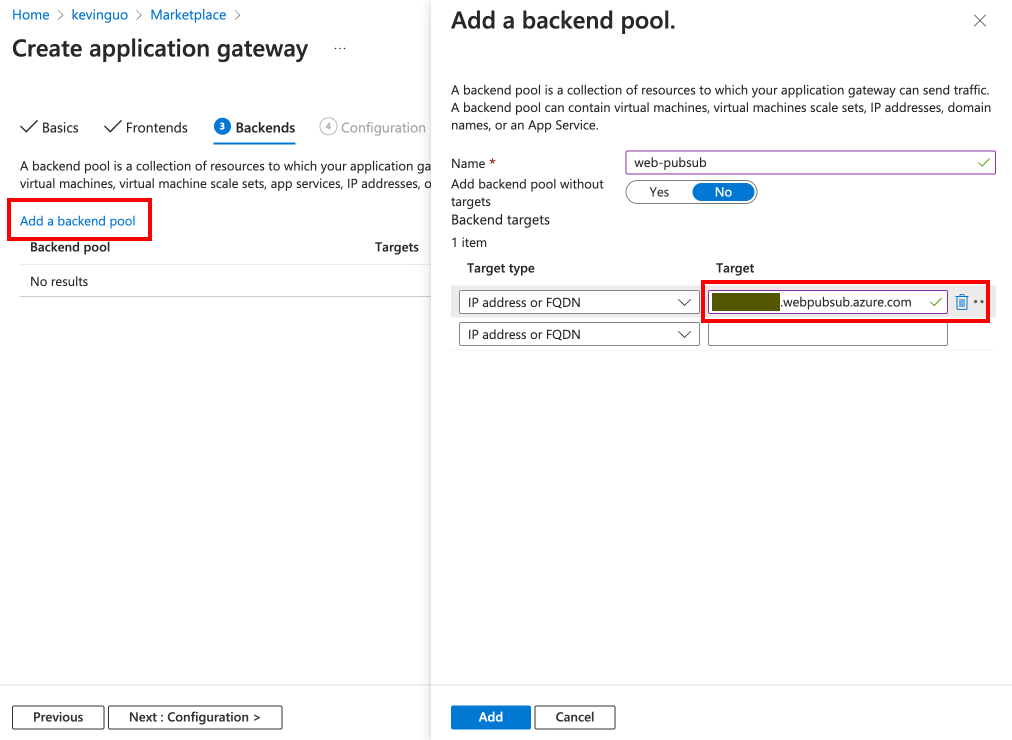 Home > kevinguo > Marketplace >
Create application gateway ...
Basics
Frontends
3 Backends
4 Configuration
A backend pool is a collection of resources to which your application ga
virtual machines, virtual machine scale sets, app services, IP addresses, o
Add a backend pool
Backend pool Targets
No results
Previous
Next : Configuration >
Add a backend pool.
A backend pool is a collection of resources to which your application gateway can send traffic.
A backend pool can contain virtual machines, virtual machines scale sets, IP addresses, domain
names, or an App Service.
Name * web-pubsub
Add backend pool without
targets
Yes No
Backend targets
1 item
Target type Target
IP address or FQDN .webpubsub.azure.com
IP address or FQDN
Add
Cancel